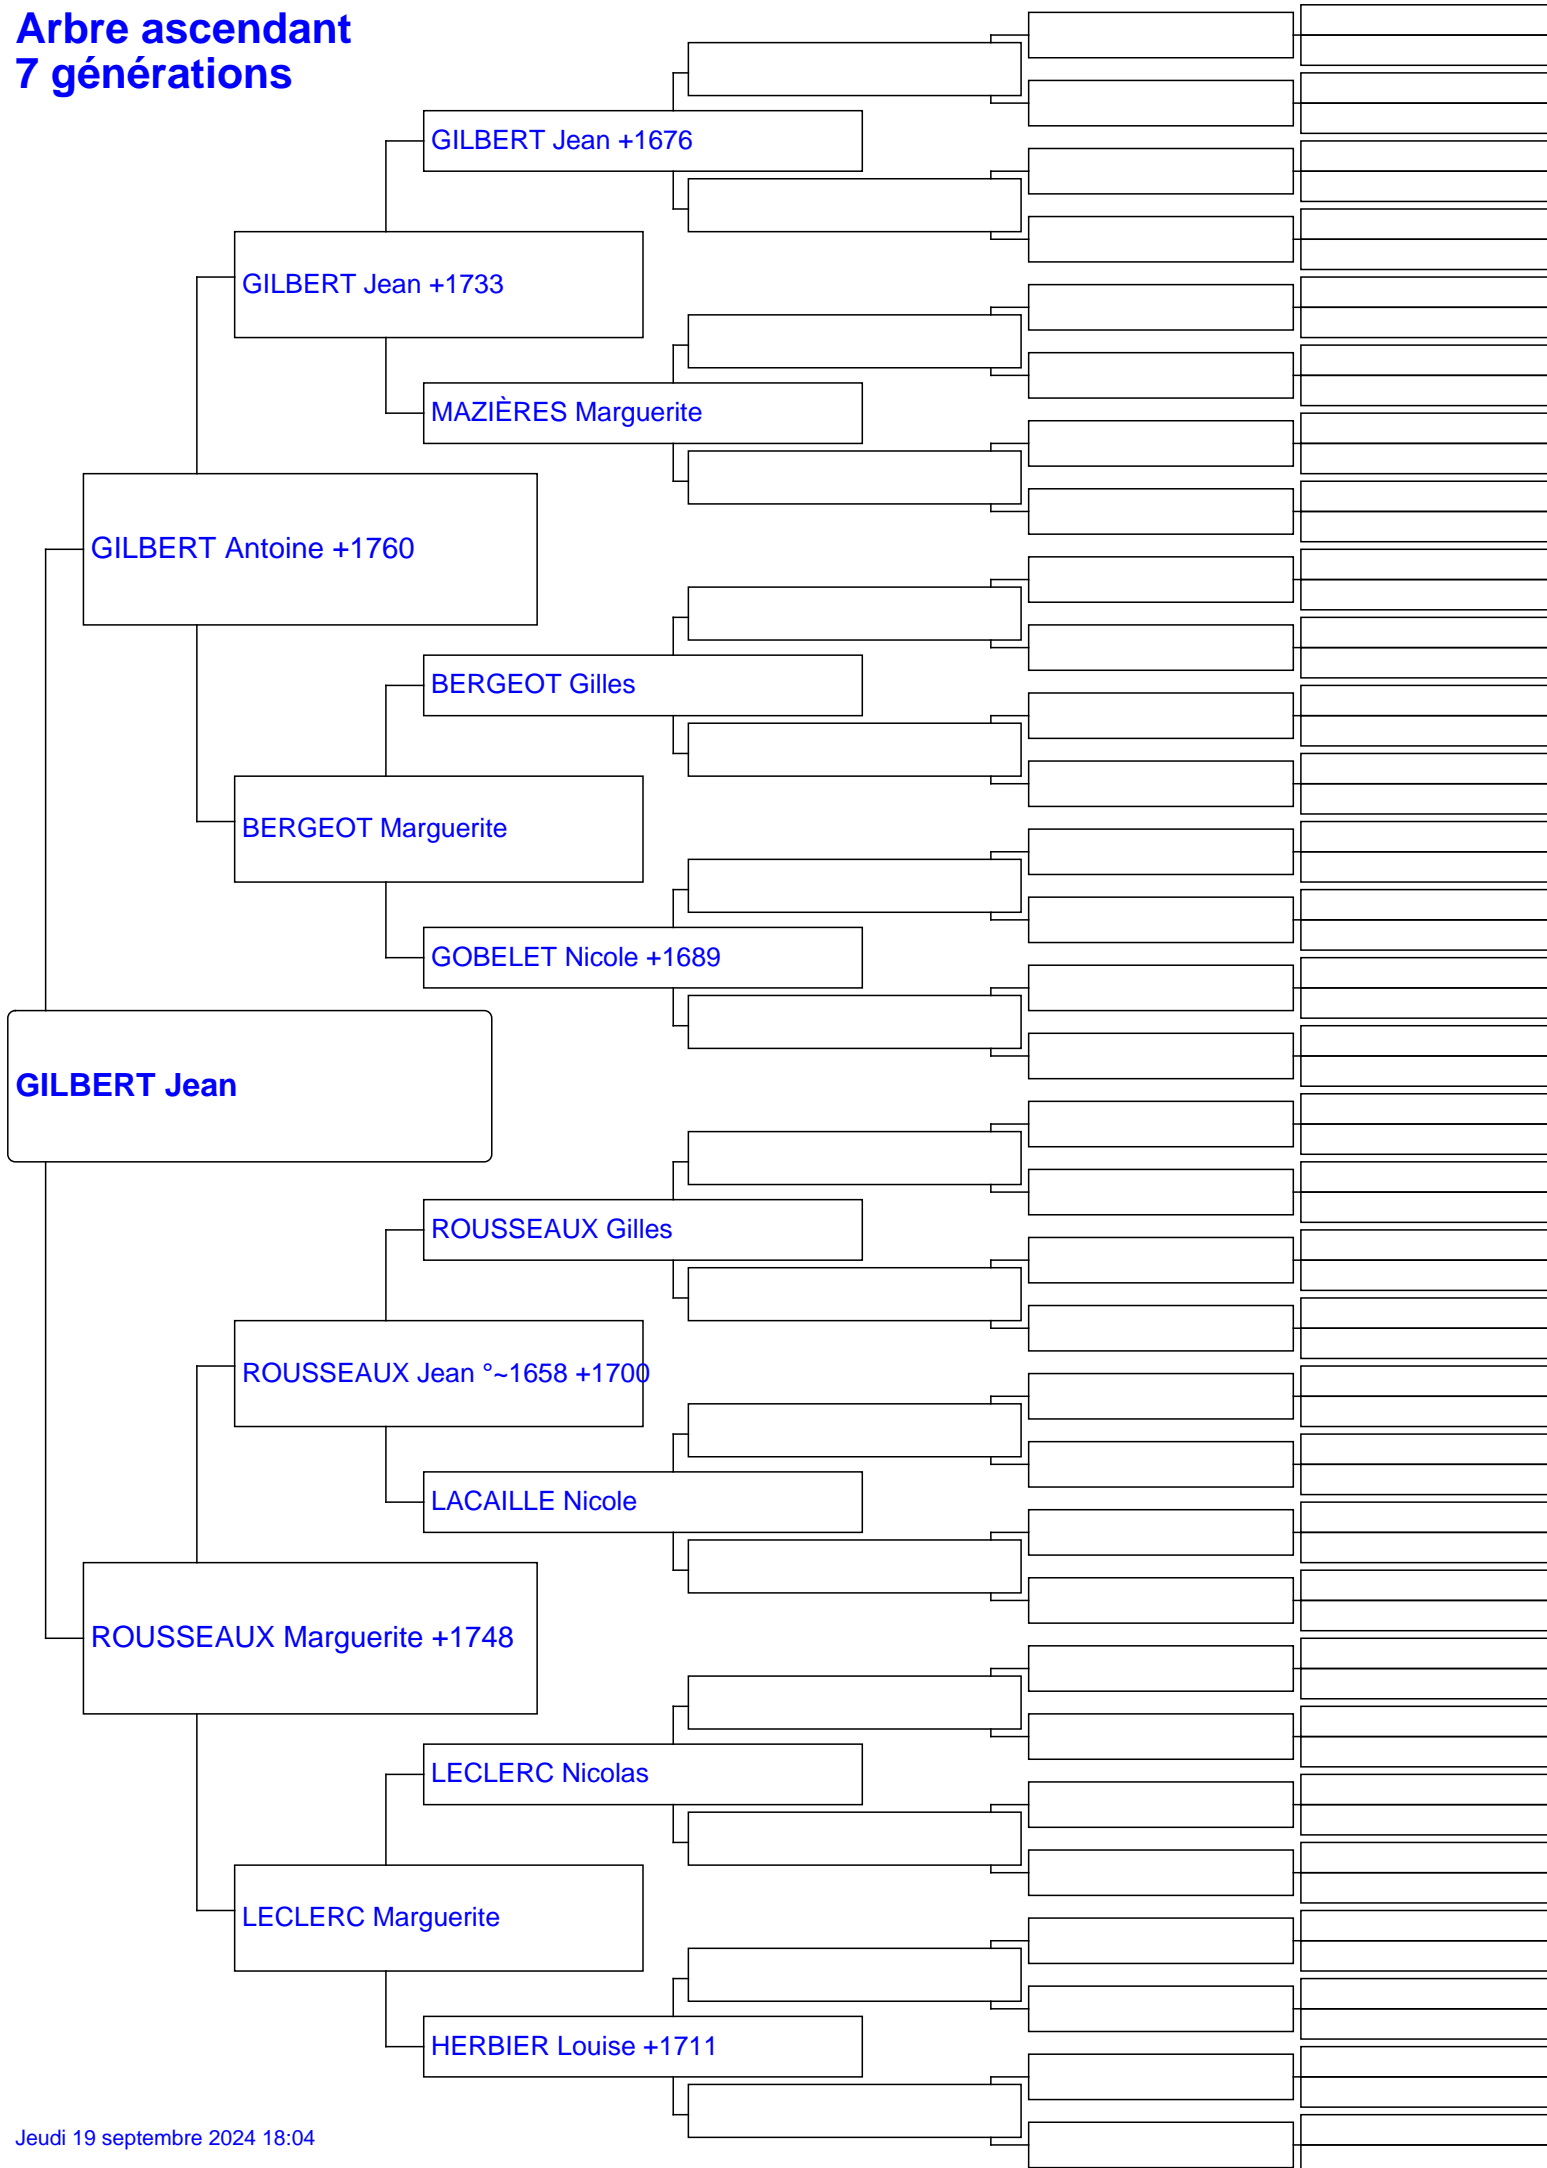 Arbre ascendant
7 générations
GILBERT Jean +1676
GILBERT Jean +1733
MAZIÈRES Marguerite
GILBERT Antoine +1760
BERGEOT Gilles
BERGEOT Marguerite
GOBELET Nicole +1689
GILBERT Jean
ROUSSEAUX Gilles
ROUSSEAUX Jean °~1658 +1700
LACAILLE Nicole
ROUSSEAUX Marguerite +1748
LECLERC Nicolas
LECLERC Marguerite
HERBIER Louise +1711
Jeudi 19 septembre 2024 18:04